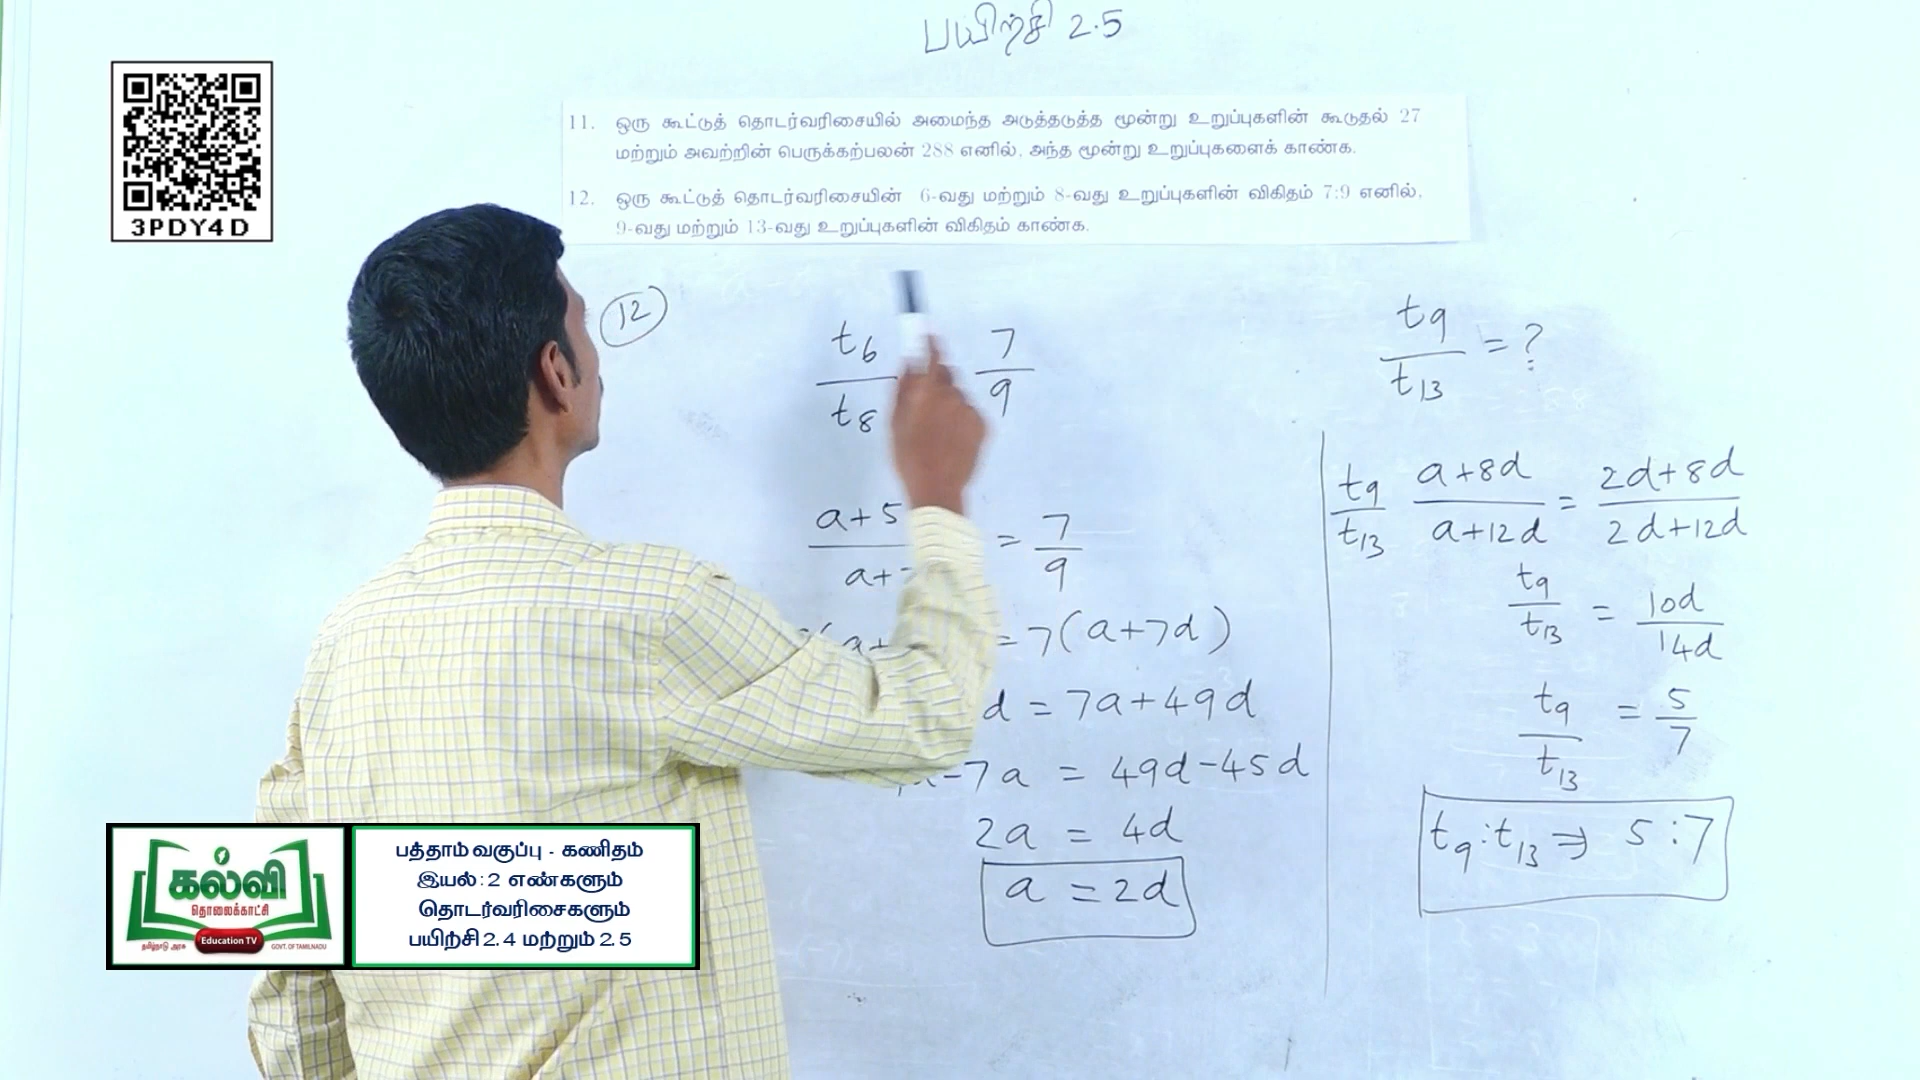 பயிற்சி 2.5
3PDY4D
11. ஒரு கூட்டுத் தொடர்வரிசையில் அமைந்த அடுத்தடுத்த மூன்று உறுப்புகளின் கூடுதல் 27
மற்றும் அவற்றின் பெருக்கற்பலன் 288 எனில், அந்த மூன்று உறுப்புகளைக் காண்க.
12. ஒரு கூட்டுத் தொடர்வரிசையின் 6-வது மற்றும் 8-வது உறுப்புகளின் விகிதம் 7:9 எனில்,
9-வது மற்றும் 13-வது உறுப்புகளின் விகிதம் காண்க.
12
t6 7
t8 9
a+5 = 7
a+ 9
= 7(a+7d)
d = 7a+49d
-7a = 49d-45d
2a = 4d
a = 2d
t9
t13 = ?
t9 a+8d = 2d+8d
t13 a+12d 2d+12d
t9 = 10d
t13 14d
t9 = 5
t13 7
t9:t13 ⇒ 5:7
கல்வி
தொலைக்காட்சி
தமிழ்நாடு அரசு Education TV GOVT. OF TAMILNADU
பத்தாம் வகுப்பு - கணிதம்
இயல் : 2 எண்களும்
தொடர்வரிசைகளும்
பயிற்சி 2.4 மற்றும் 2.5